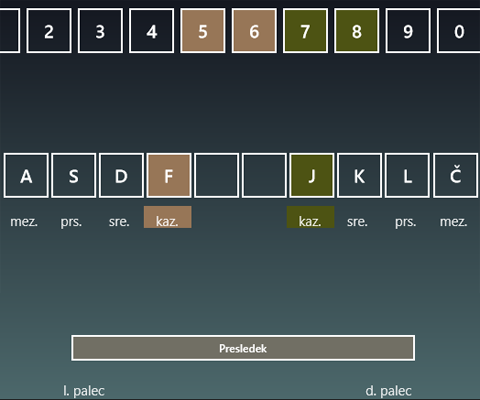 2 3 4 5 6 7 8 9 0
A S D F J K L Č
mez. prs. sre. kaz. kaz. sre. prs. mez.
Presledek
l. palec d. palec